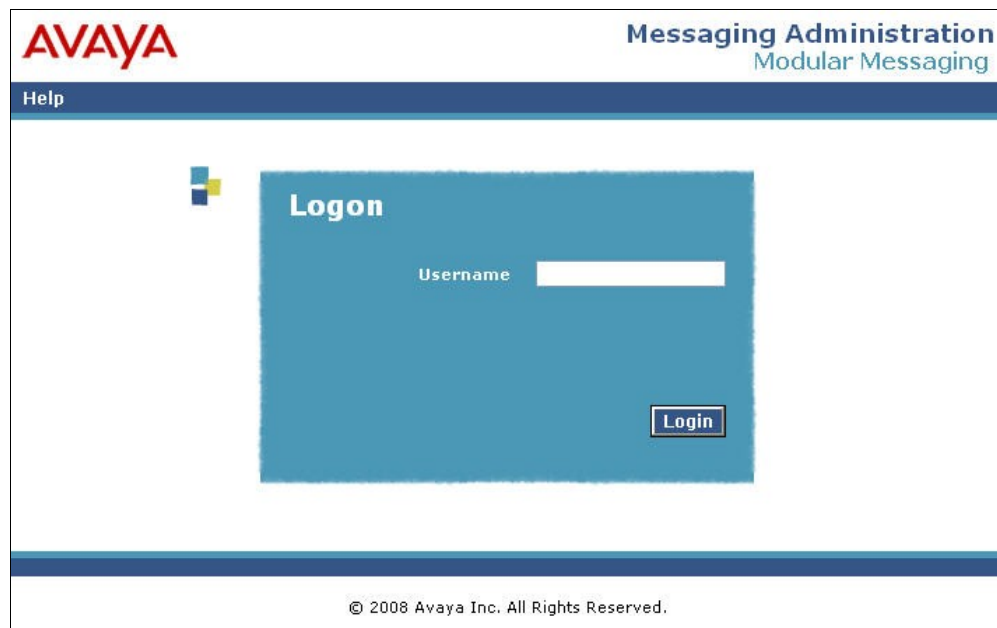 AVAYA
Messaging Administration
Modular Messaging
Help
Logon
Username
Login
© 2008 Avaya Inc. All Rights Reserved.